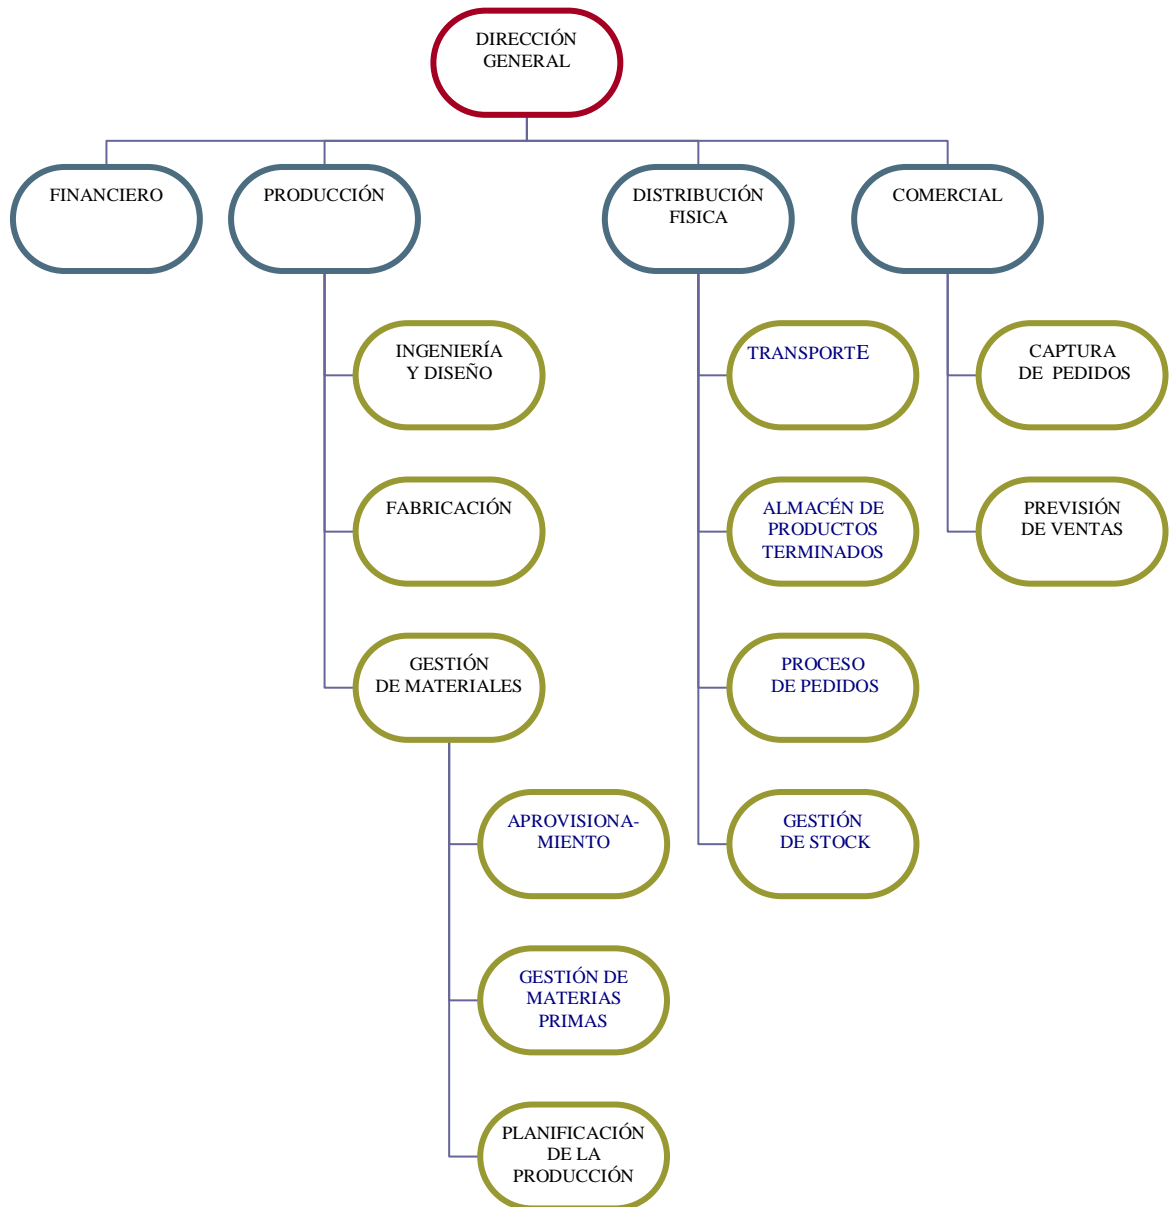 DIRECCIÓN
GENERAL
FINANCIERO
PRODUCCIÓN
DISTRIBUCIÓN
FISICA
COMERCIAL
INGENIERÍA
Y DISEÑO
TRANSPORTE
CAPTURA
DE PEDIDOS
FABRICACIÓN
ALMACÉN DE
PRODUCTOS
TERMINADOS
PREVISIÓN
DE VENTAS
GESTIÓN
DE MATERIALES
PROCESO
DE PEDIDOS
APROVISIONA-
MIENTO
GESTIÓN
DE STOCK
GESTIÓN DE
MATERIAS
PRIMAS
PLANIFICACIÓN
DE LA
PRODUCCIÓN